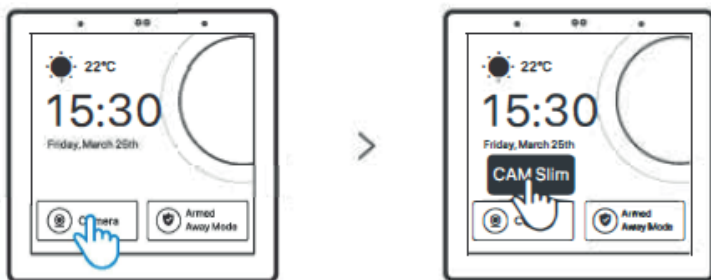 22°C
15:30
Friday, March 25th
Camera
Armed
Away Mode
22°C
15:30
Friday, March 25th
CAM Slim
Armed
Away Mode